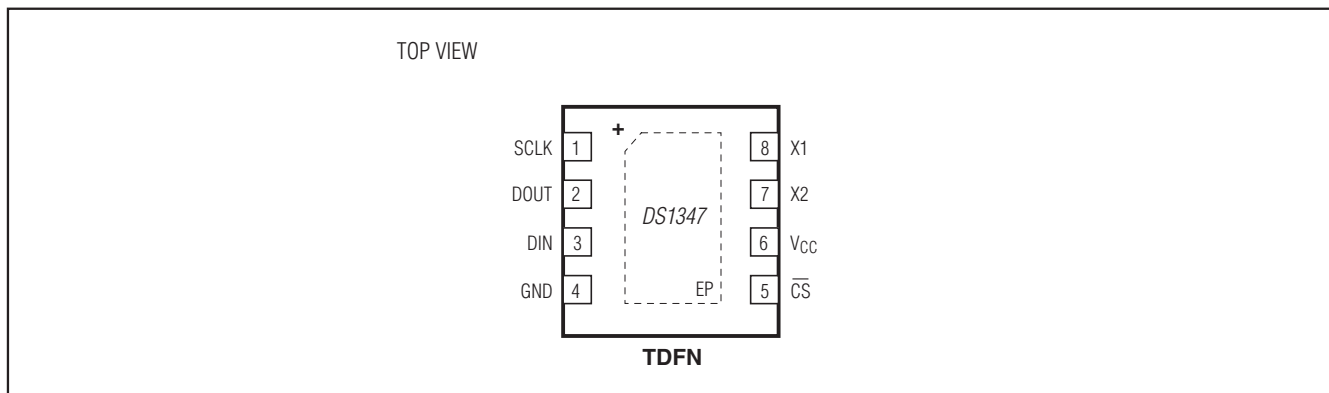 TOP VIEW
+
SCLK 1 8 X1
DOUT 2 7 X2
DS1347
DIN 3 6 VCC
GND 4 EP 5 C̅S̅
TDFN